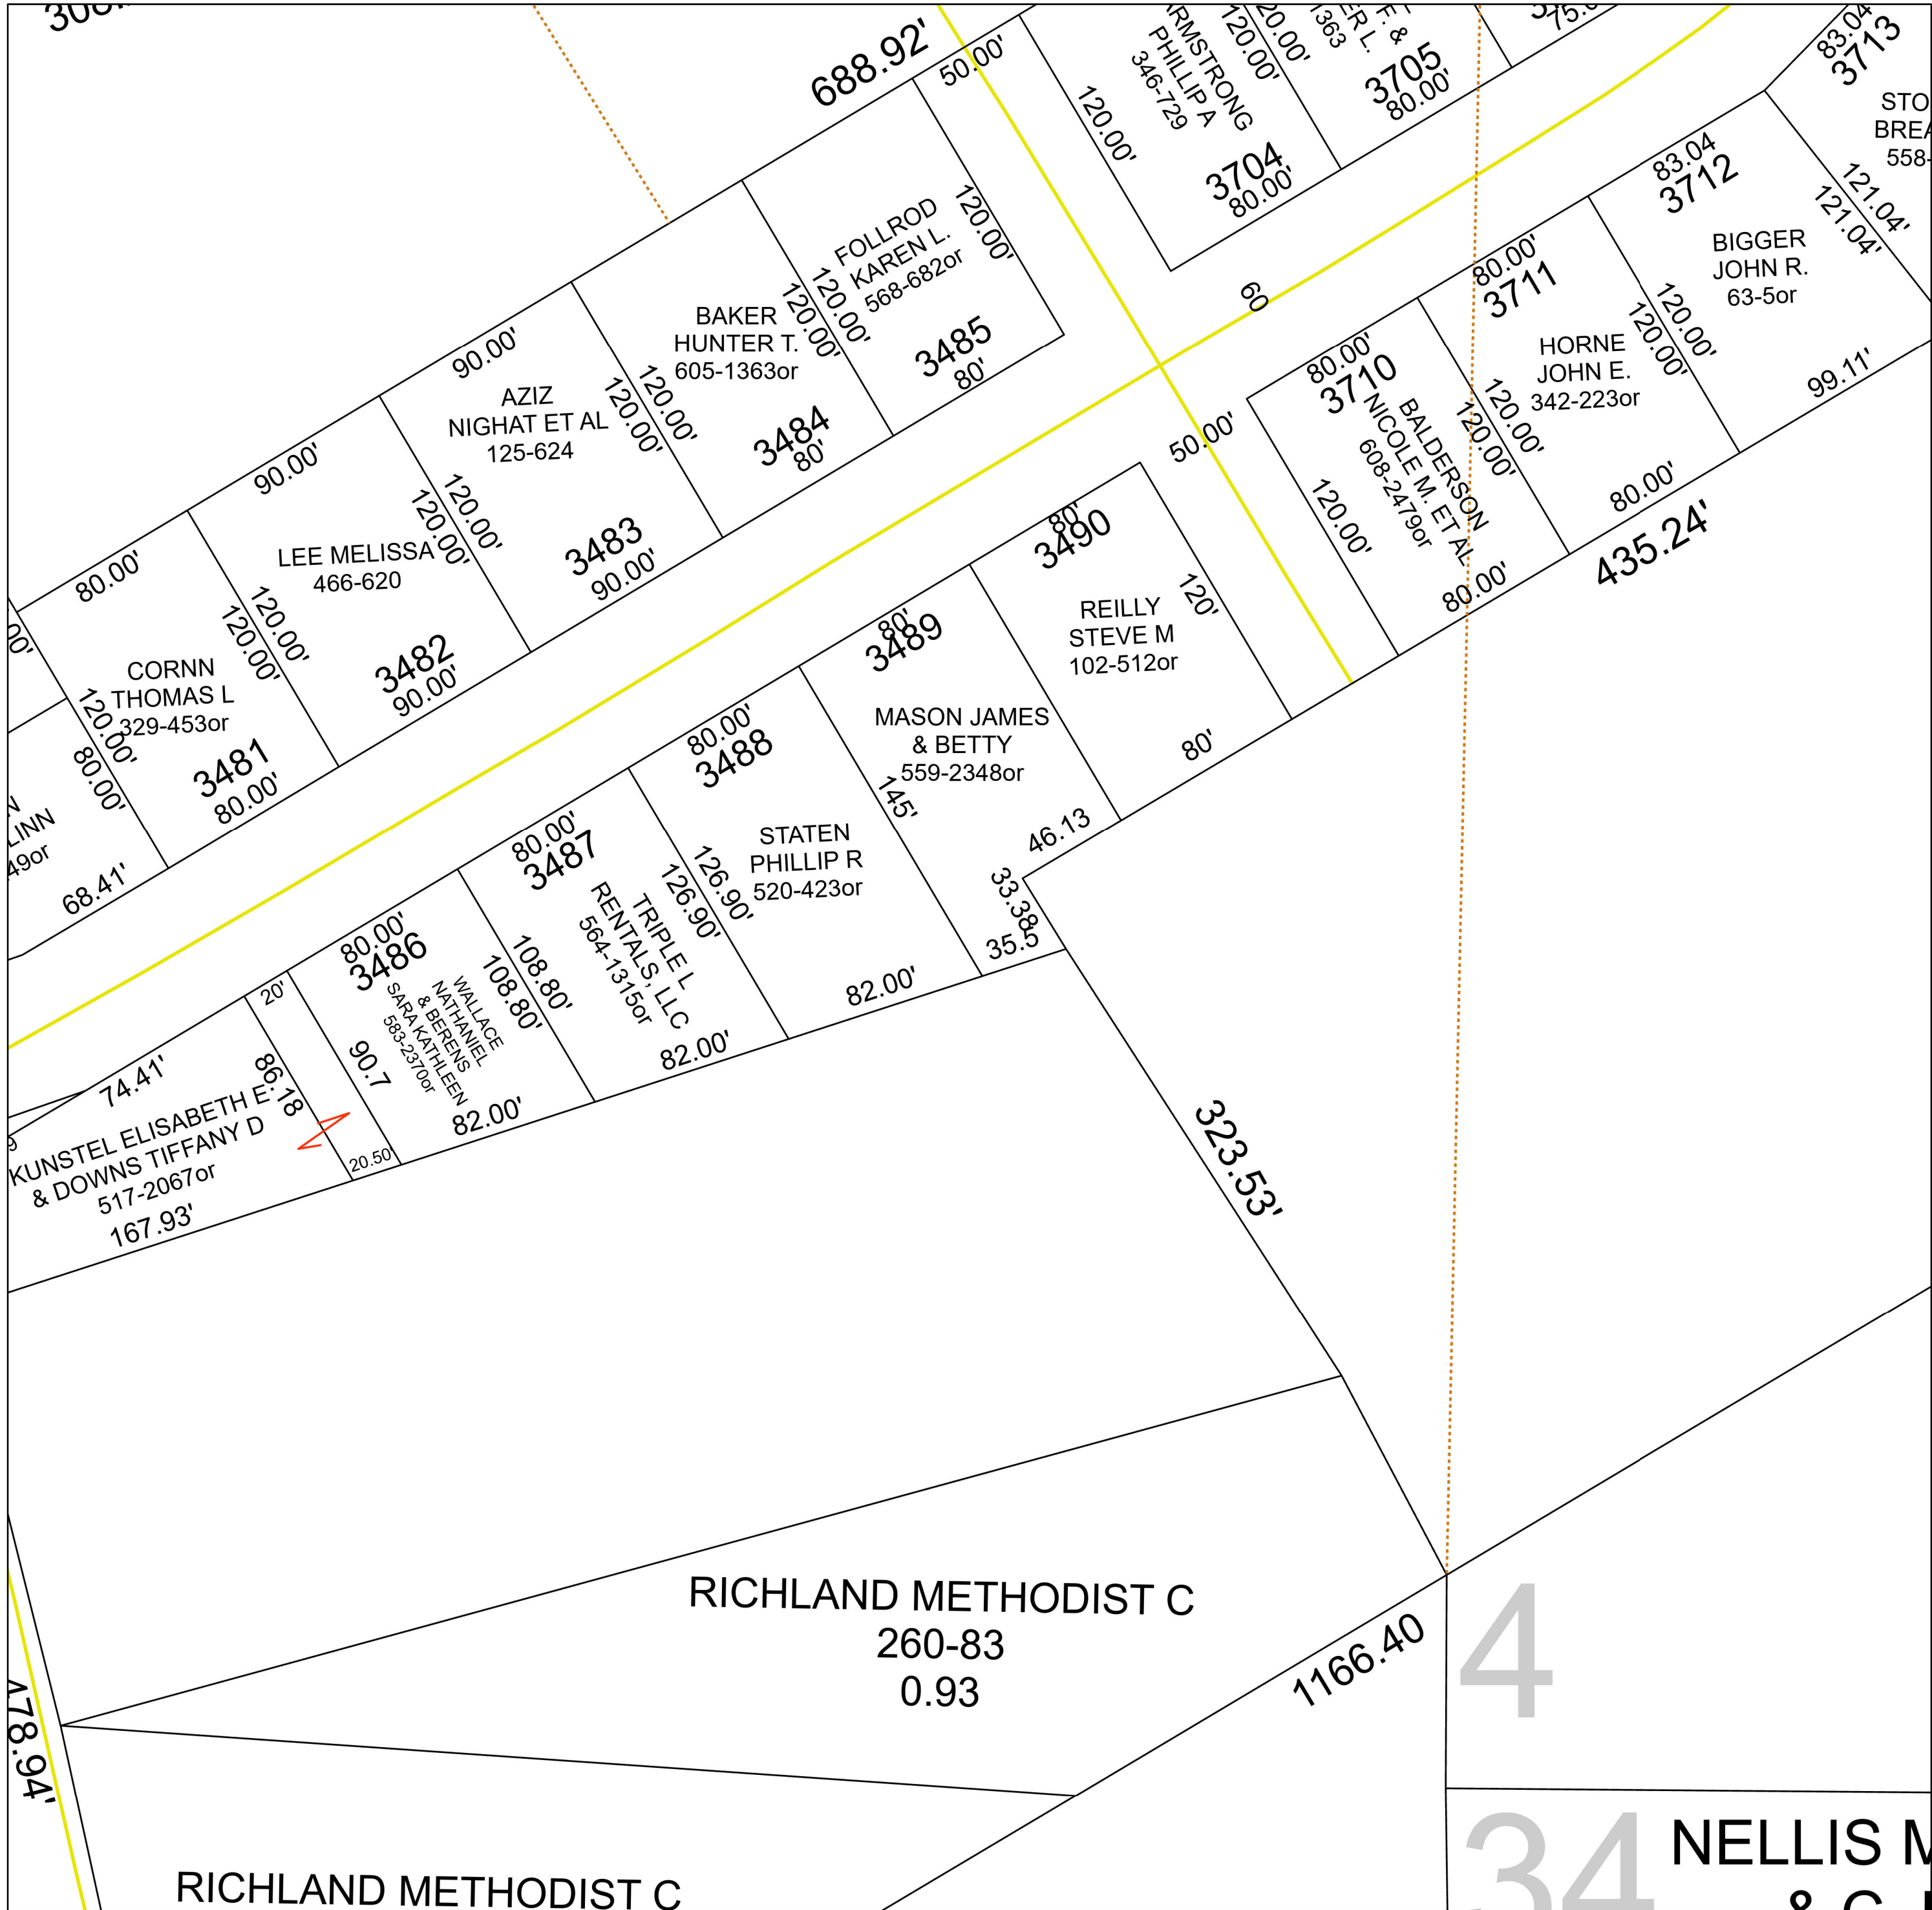 688.92'
50.00'
120.00'
ARMSTRONG
PHILLIP A
346-729
3704
80.00'
120.00'
120.00'
1363
3705
80.00'
83.04
3713
121.04'
83.04
3712
BIGGER
JOHN R.
63-5or
121.04'
99.11'
120.00'
80.00'
3711
HORNE
JOHN E.
342-223or
120.00'
120.00'
80.00'
80.00'
3710
BALDERSON
NICOLE M. ET AL
608-2479or
120.00'
120.00'
80.00'
435.24'
60
50.00'
FOLLROD
KAREN L.
568-682or
120.00'
120.00'
3485
80'
BAKER
HUNTER T.
605-1363or
120.00'
120.00'
3484
80'
90.00'
AZIZ
NIGHAT ET AL
125-624
120.00'
120.00'
3483
90.00'
90.00'
LEE MELISSA
466-620
120.00'
120.00'
3482
90.00'
80.00'
CORNN
THOMAS L
329-453or
120.00'
120.00'
3481
80.00'
80.00'
LINN
49or
68.41'
80'
3490
REILLY
STEVE M
102-512or
120'
80'
80'
3489
MASON JAMES
& BETTY
559-2348or
145'
46.13
33.38'
35.5
80.00'
3488
STATEN
PHILLIP R
520-423or
126.90'
82.00'
80.00'
3487
TRIPLE L
RENTALS, LLC
564-1315or
126.90'
108.80'
82.00'
80.00'
3486
WALLACE
NATHANIEL
& BERENS
SARA KATHLEEN
583-2370or
108.80'
90.7
82.00'
20'
20.50'
86.18
74.41'
KUNSTEL ELISABETH E
& DOWNS TIFFANY D
517-2067or
167.93'
323.53'
RICHLAND METHODIST C
260-83
0.93
1166.40
4
478.94'
34
NELLIS M
RICHLAND METHODIST C